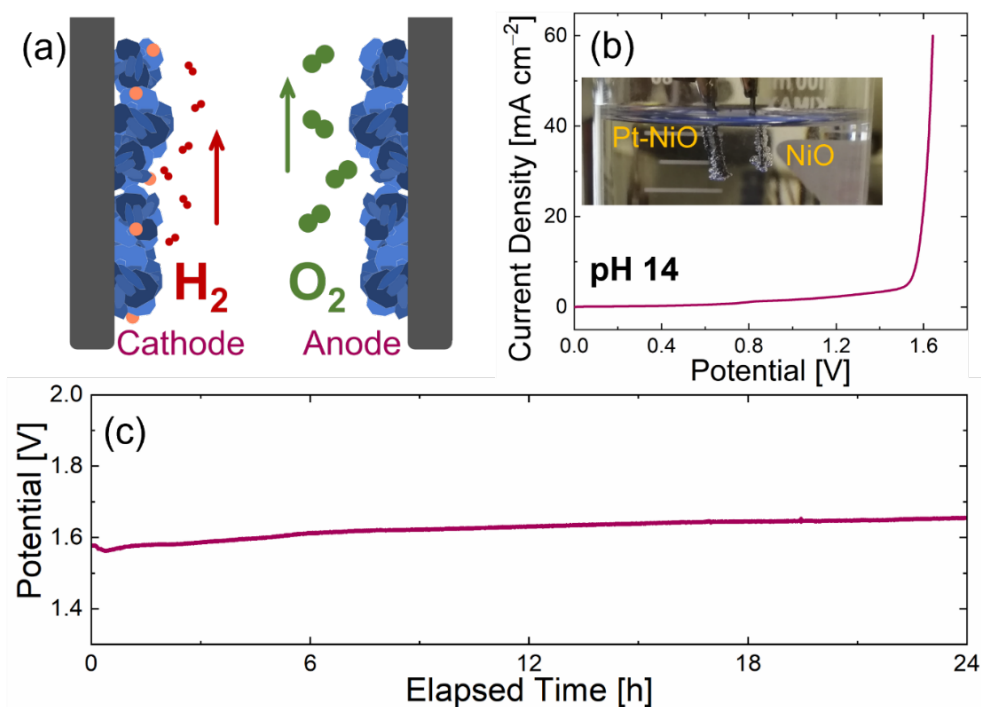 (a)
H₂
O₂
Cathode
Anode
(b)
Current Density [mA cm⁻²]
60
40
20
0
Pt-NiO
NiO
pH 14
0.0
0.4
0.8
1.2
1.6
Potential [V]
(c)
Potential [V]
2.0
1.8
1.6
1.4
0
6
12
18
24
Elapsed Time [h]